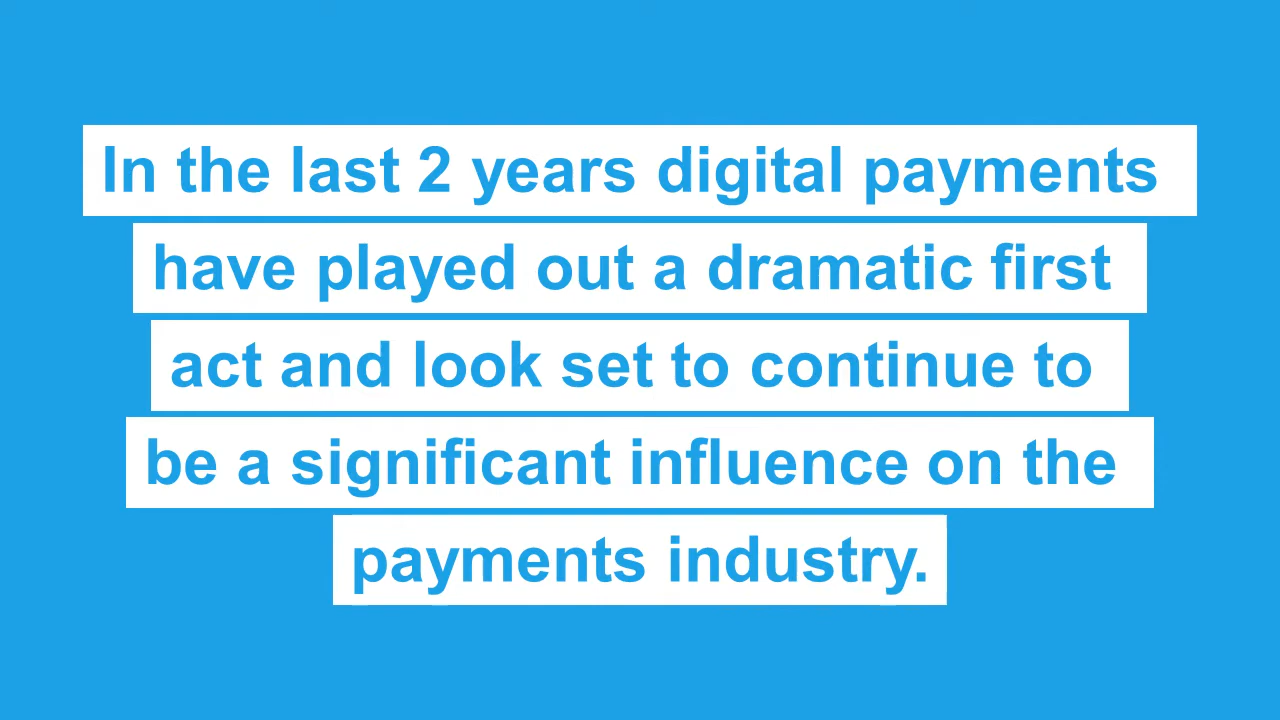 In the last 2 years digital payments
have played out a dramatic first
act and look set to continue to
be a significant influence on the
payments industry.